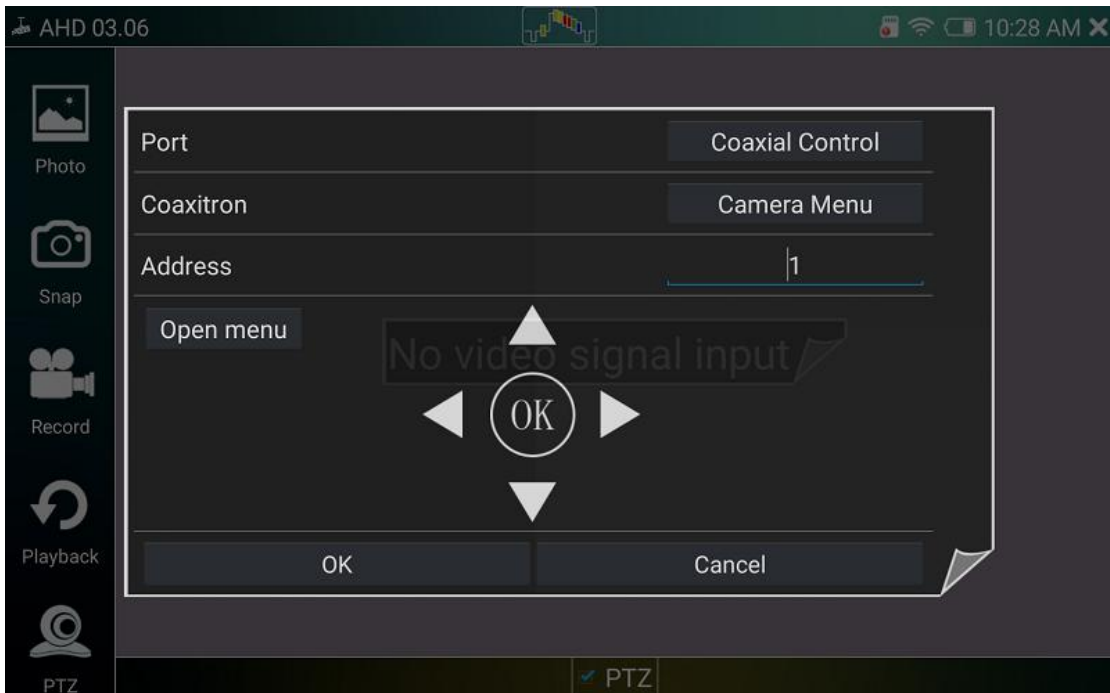 AHD 03.06
10:28 AM
Photo
Snap
Record
Playback
PTZ
Port
Coaxial Control
Coaxitron
Camera Menu
Address
1
Open menu
No video signal input
OK
OK
Cancel
PTZ